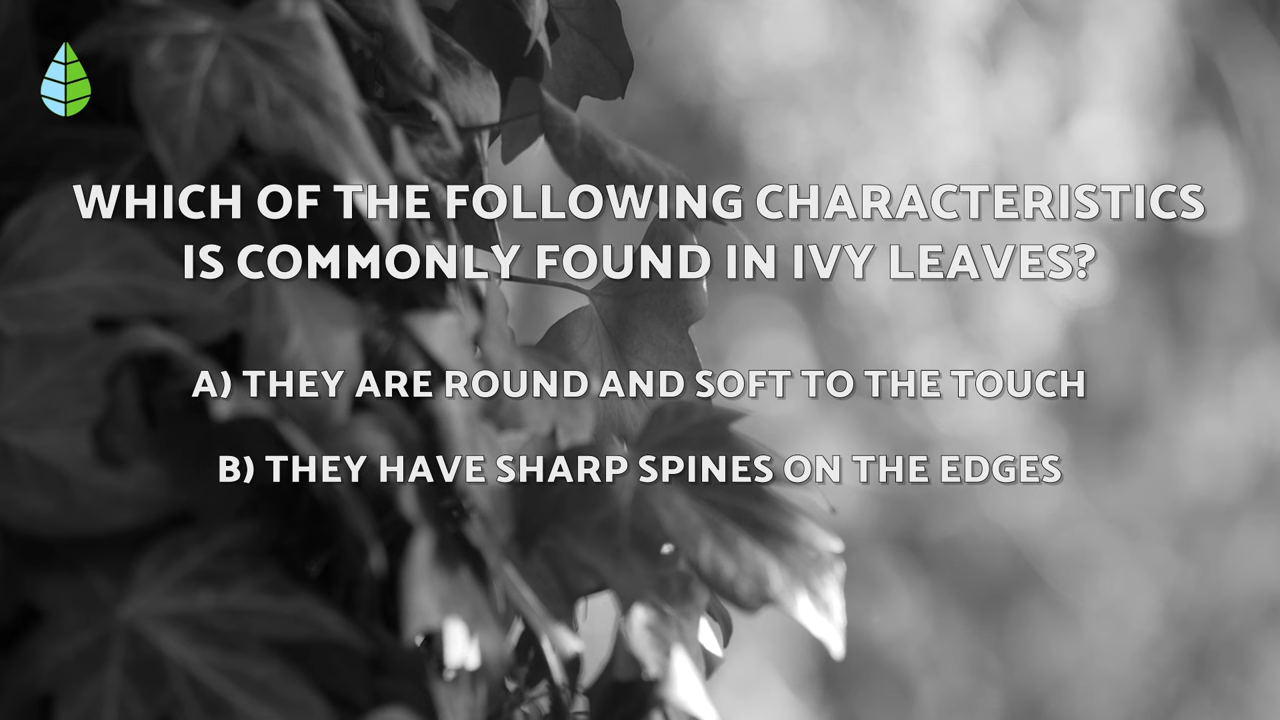 WHICH OF THE FOLLOWING CHARACTERISTICS
IS COMMONLY FOUND IN IVY LEAVES?
A) THEY ARE ROUND AND SOFT TO THE TOUCH
B) THEY HAVE SHARP SPINES ON THE EDGES